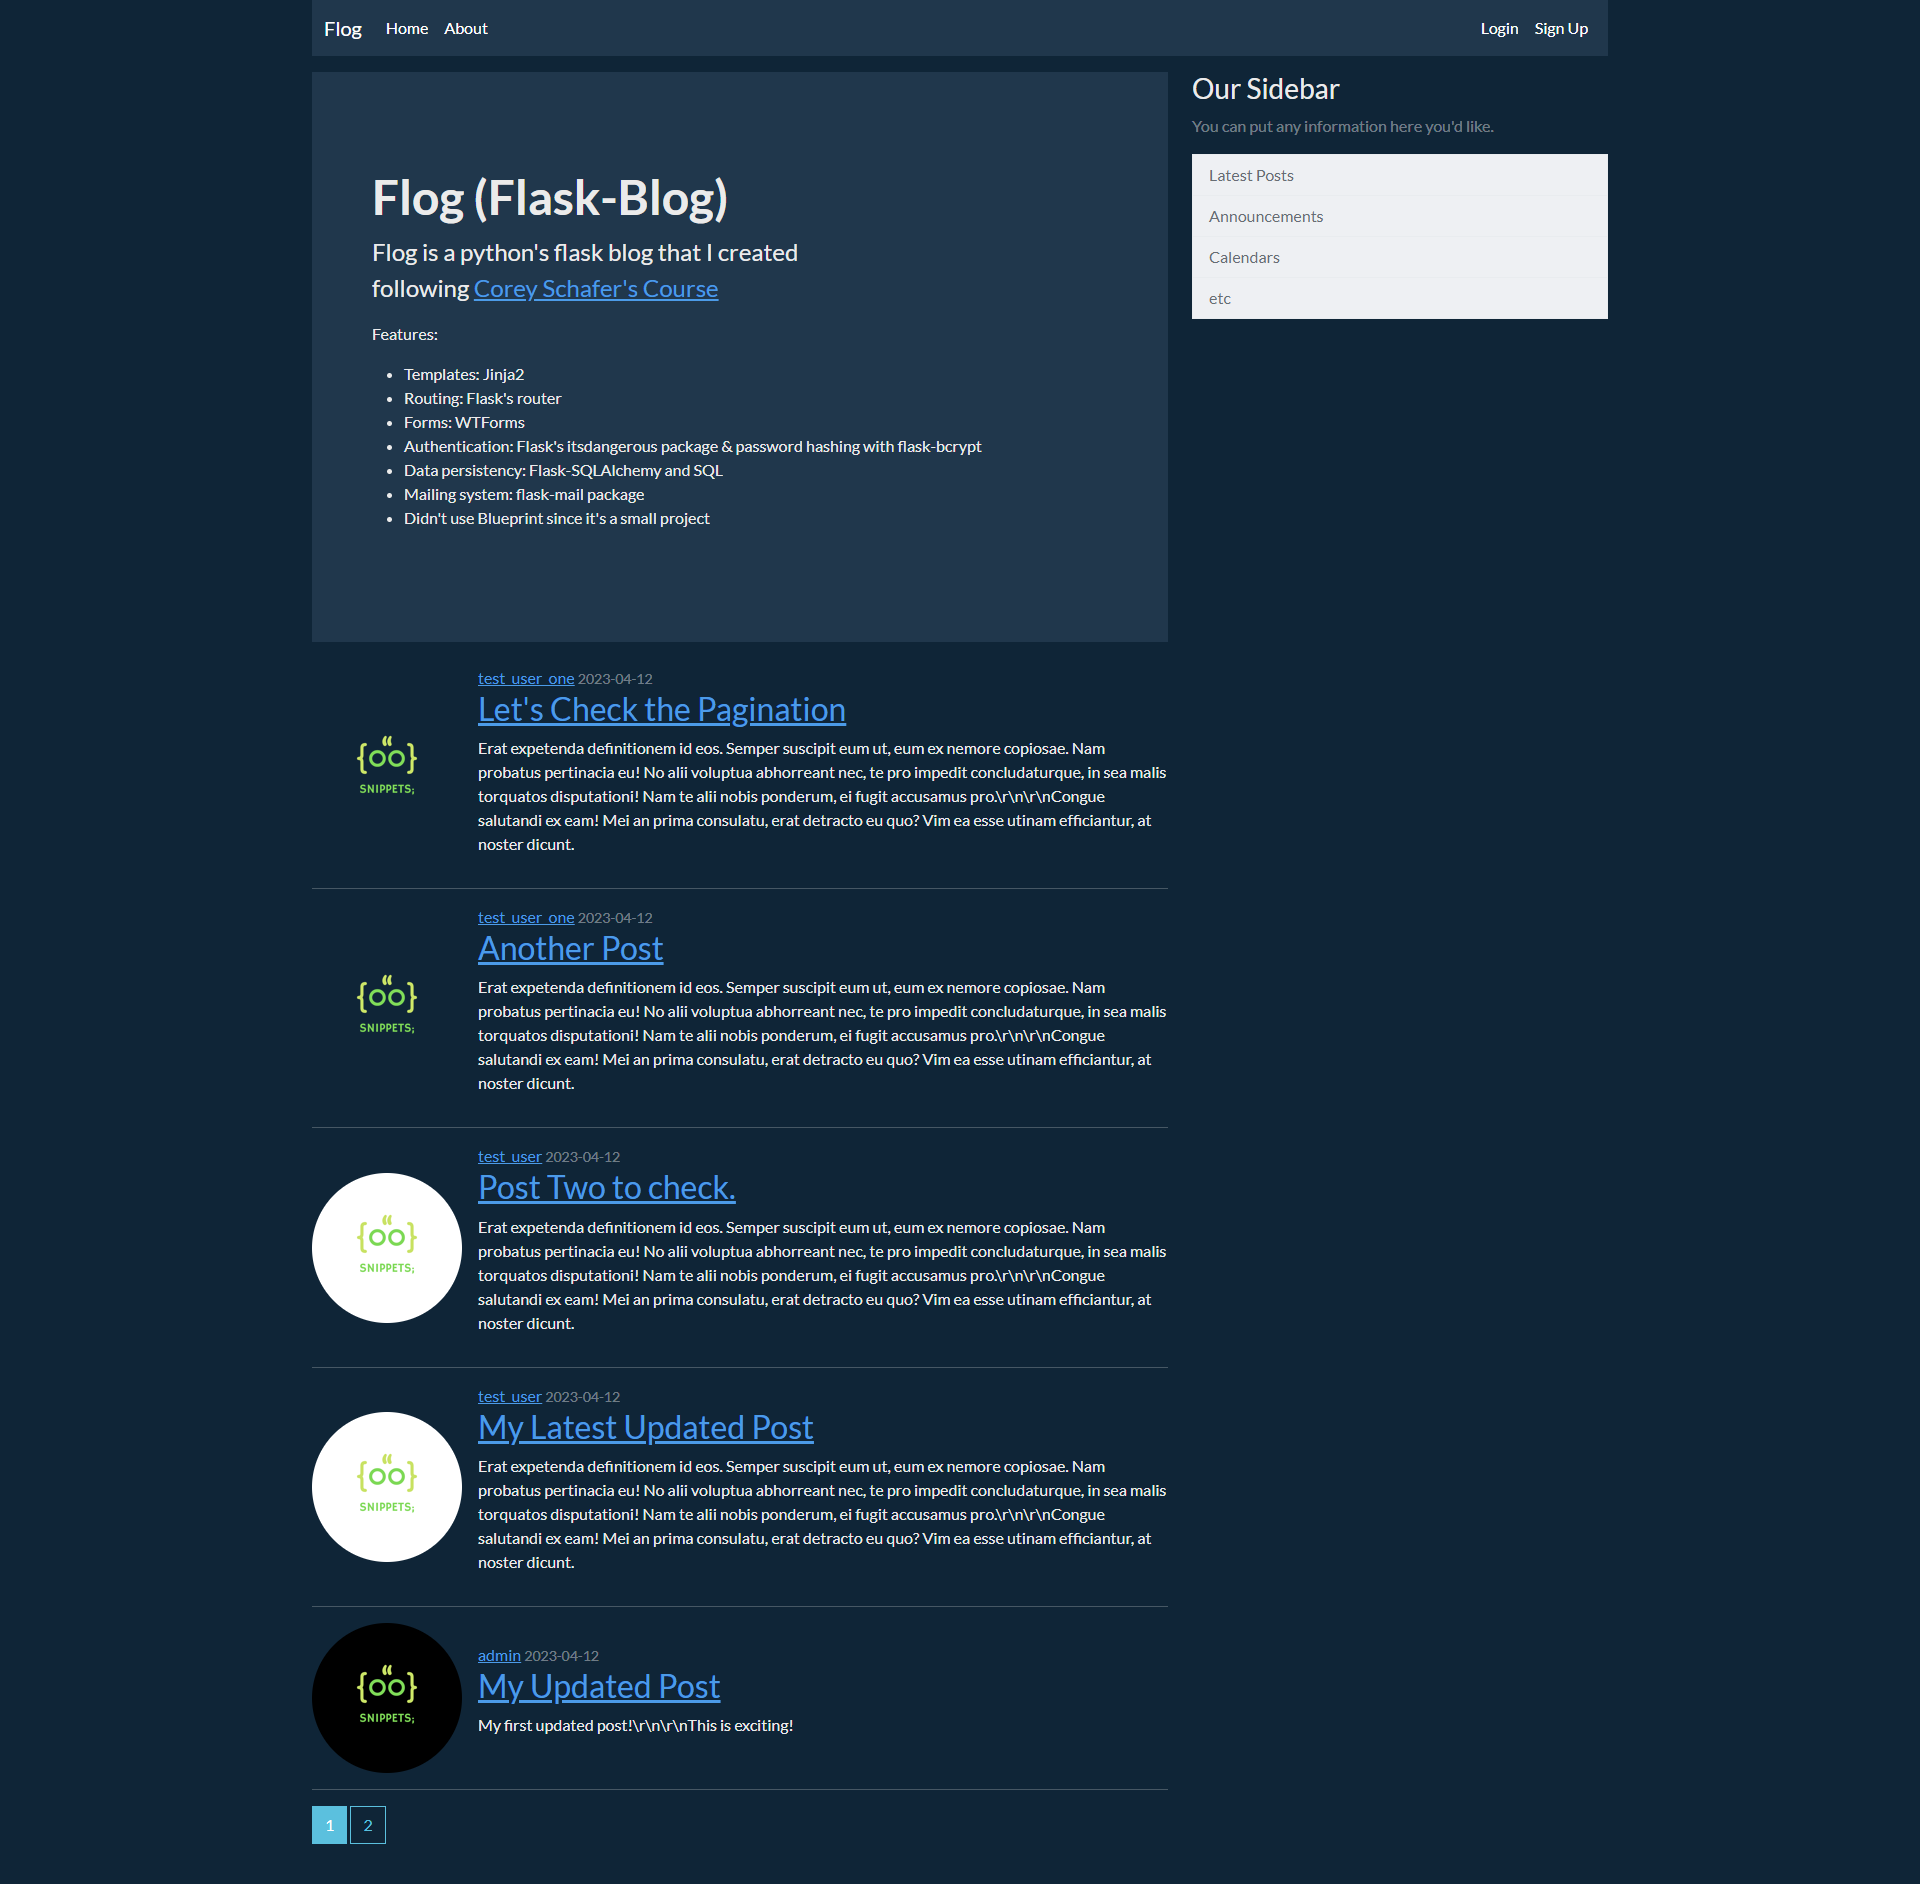 Flog Home About Login Sign Up
Flog (Flask-Blog)
Flog is a python's flask blog that I created
following Corey Schafer's Course
Features:
Templates: Jinja2
Routing: Flask's router
Forms: WTForms
Authentication: Flask's itsdangerous package & password hashing with flask-bcrypt
Data persistency: Flask-SQLAlchemy and SQL
Mailing system: flask-mail package
Didn't use Blueprint since it's a small project
Our Sidebar
You can put any information here you'd like.
Latest Posts
Announcements
Calendars
etc
{oo}
SNIPPETS;
test_user_one 2023-04-12
Let's Check the Pagination
Erat expetenda definitionem id eos. Semper suscipit eum ut, eum ex nemore copiosae. Nam
probatus pertinacia eu! No alii voluptua abhorreant nec, te pro impedit concludaturque, in sea malis
torquatos disputationi! Nam te alii nobis ponderum, ei fugit accusamus pro.\r\n\r\nCongue
salutandi ex eam! Mei an prima consulatu, erat detracto eu quo? Vim ea esse utinam efficiantur, at
noster dicunt.
{oo}
SNIPPETS;
test_user_one 2023-04-12
Another Post
Erat expetenda definitionem id eos. Semper suscipit eum ut, eum ex nemore copiosae. Nam
probatus pertinacia eu! No alii voluptua abhorreant nec, te pro impedit concludaturque, in sea malis
torquatos disputationi! Nam te alii nobis ponderum, ei fugit accusamus pro.\r\n\r\nCongue
salutandi ex eam! Mei an prima consulatu, erat detracto eu quo? Vim ea esse utinam efficiantur, at
noster dicunt.
{oo}
SNIPPETS;
test_user 2023-04-12
Post Two to check.
Erat expetenda definitionem id eos. Semper suscipit eum ut, eum ex nemore copiosae. Nam
probatus pertinacia eu! No alii voluptua abhorreant nec, te pro impedit concludaturque, in sea malis
torquatos disputationi! Nam te alii nobis ponderum, ei fugit accusamus pro.\r\n\r\nCongue
salutandi ex eam! Mei an prima consulatu, erat detracto eu quo? Vim ea esse utinam efficiantur, at
noster dicunt.
{oo}
SNIPPETS;
test_user 2023-04-12
My Latest Updated Post
Erat expetenda definitionem id eos. Semper suscipit eum ut, eum ex nemore copiosae. Nam
probatus pertinacia eu! No alii voluptua abhorreant nec, te pro impedit concludaturque, in sea malis
torquatos disputationi! Nam te alii nobis ponderum, ei fugit accusamus pro.\r\n\r\nCongue
salutandi ex eam! Mei an prima consulatu, erat detracto eu quo? Vim ea esse utinam efficiantur, at
noster dicunt.
{oo}
SNIPPETS;
admin 2023-04-12
My Updated Post
My first updated post!\r\n\r\nThis is exciting!
1 2